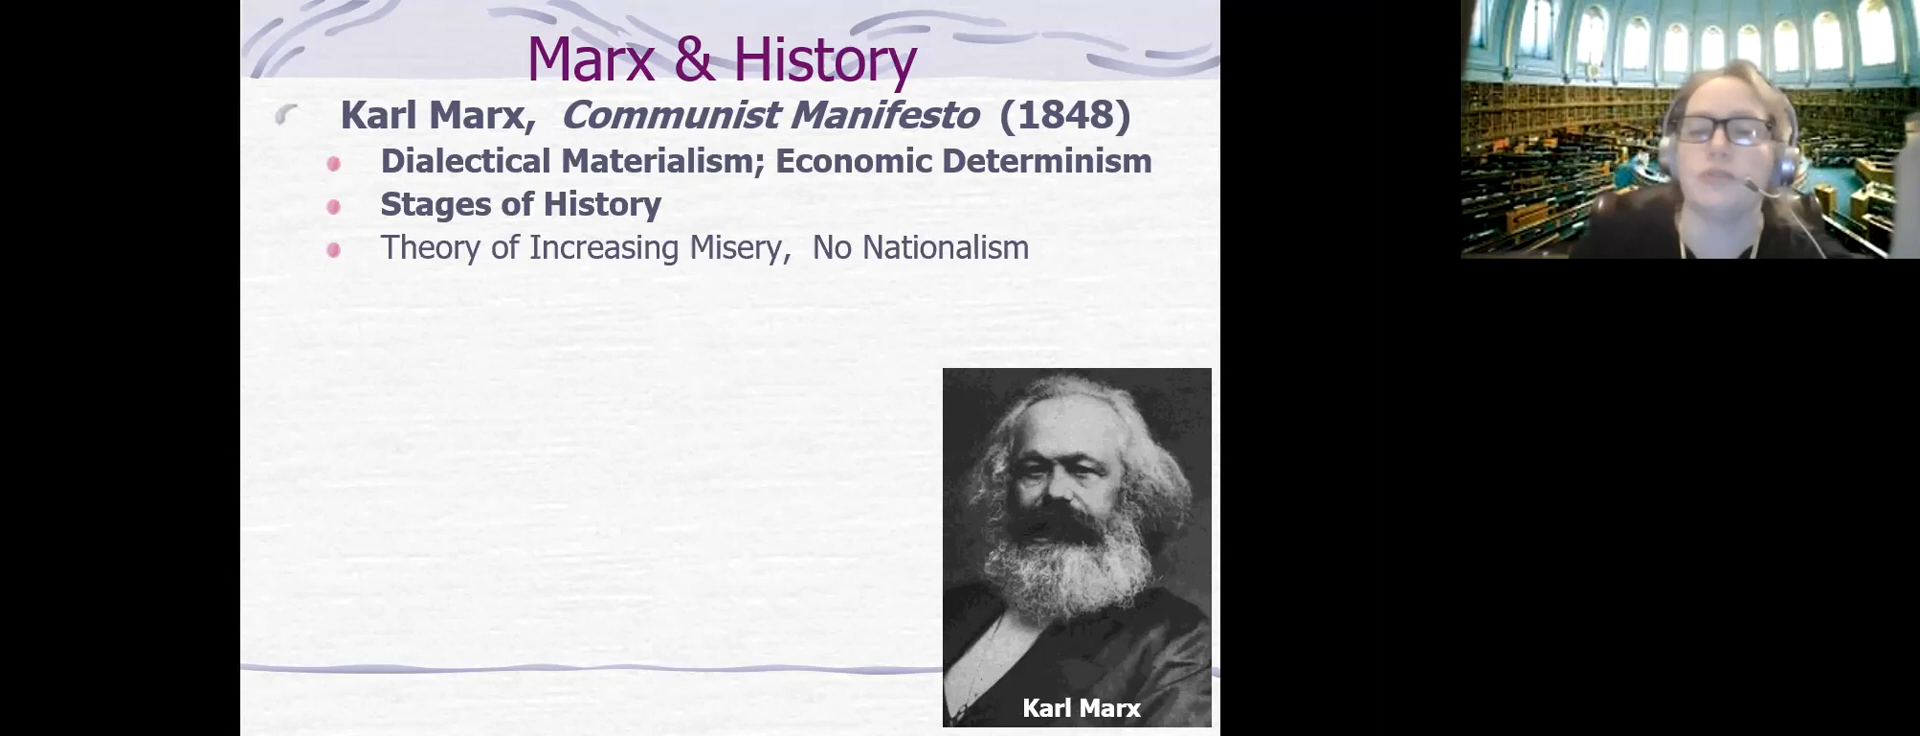 Marx & History
Karl Marx, Communist Manifesto (1848)
Dialectical Materialism; Economic Determinism
Stages of History
Theory of Increasing Misery, No Nationalism
Karl Marx